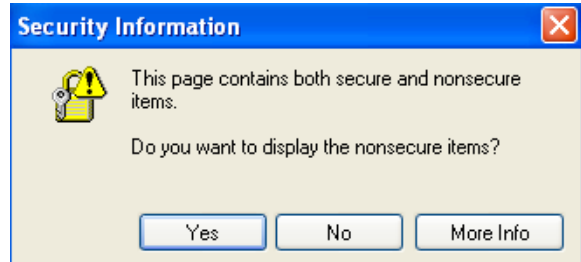 Security Information
This page contains both secure and nonsecure
items.
Do you want to display the nonsecure items?
Yes No More Info